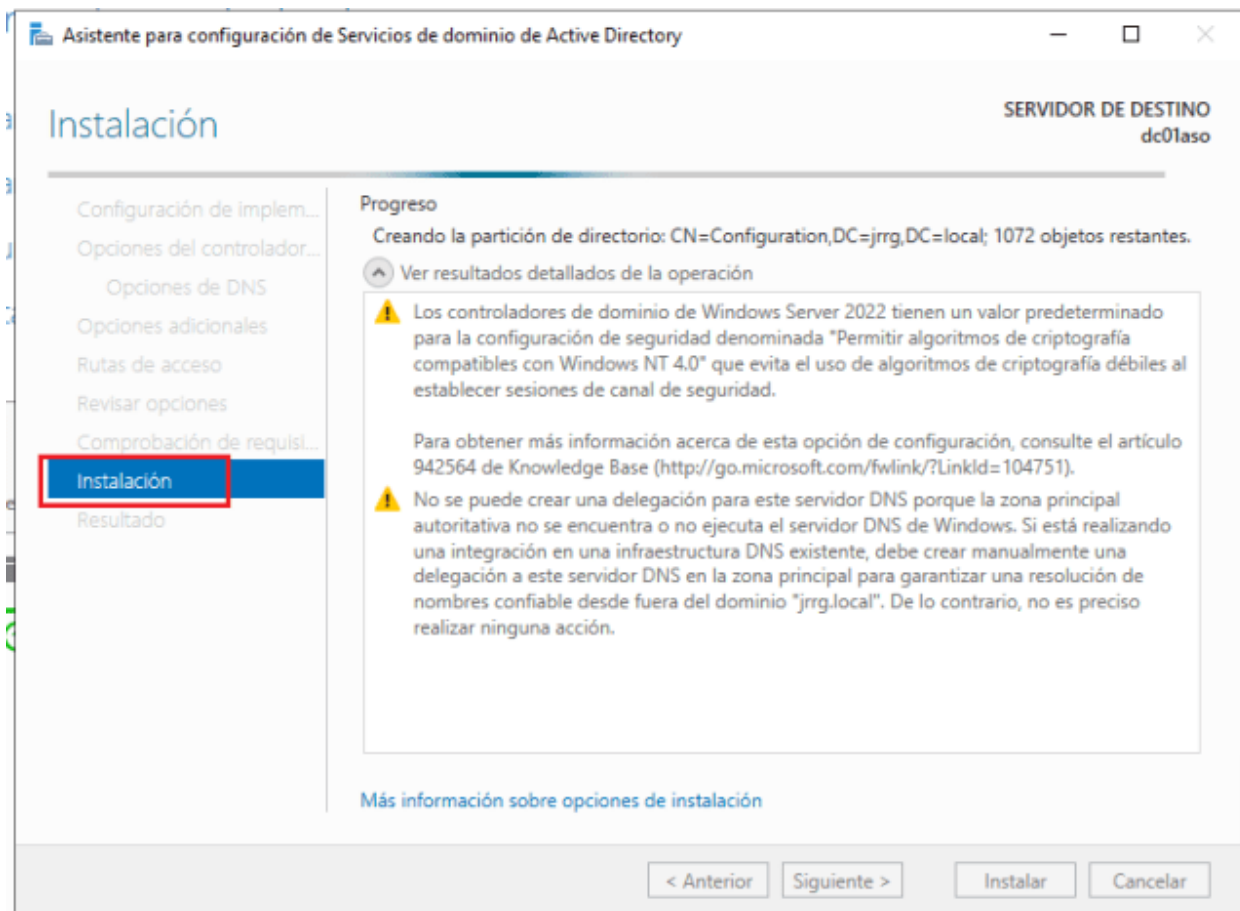 Asistente para configuración de Servicios de dominio de Active Directory
Instalación
SERVIDOR DE DESTINO
dc01aso
Configuración de implem...
Opciones del controlador...
Opciones de DNS
Opciones adicionales
Rutas de acceso
Revisar opciones
Comprobación de requisi...
Instalación
Resultado
Progreso
Creando la partición de directorio: CN=Configuration,DC=jrrg,DC=local; 1072 objetos restantes.
Ver resultados detallados de la operación
Los controladores de dominio de Windows Server 2022 tienen un valor predeterminado
para la configuración de seguridad denominada "Permitir algoritmos de criptografía
compatibles con Windows NT 4.0" que evita el uso de algoritmos de criptografía débiles al
establecer sesiones de canal de seguridad.
Para obtener más información acerca de esta opción de configuración, consulte el artículo
942564 de Knowledge Base (http://go.microsoft.com/fwlink/?LinkId=104751).
No se puede crear una delegación para este servidor DNS porque la zona principal
autoritativa no se encuentra o no ejecuta el servidor DNS de Windows. Si está realizando
una integración en una infraestructura DNS existente, debe crear manualmente una
delegación a este servidor DNS en la zona principal para garantizar una resolución de
nombres confiable desde fuera del dominio "jrrg.local". De lo contrario, no es preciso
realizar ninguna acción.
Más información sobre opciones de instalación
< Anterior
Siguiente >
Instalar
Cancelar